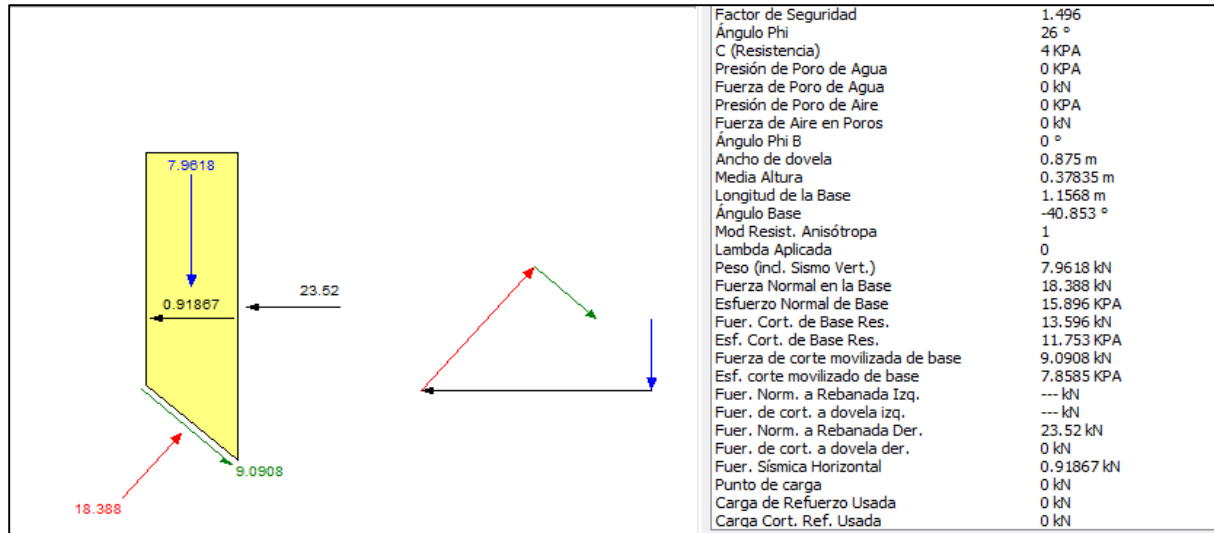 7.9618
0.91867
23.52
9.0908
18.388
Factor de Seguridad 1.496
Ángulo Phi 26 °
C (Resistencia) 4 KPA
Presión de Poro de Agua 0 KPA
Fuerza de Poro de Agua 0 kN
Presión de Poro de Aire 0 KPA
Fuerza de Aire en Poros 0 kN
Ángulo Phi B 0 °
Ancho de dovela 0.875 m
Media Altura 0.37835 m
Longitud de la Base 1.1568 m
Ángulo Base -40.853 °
Mod Resist. Anisótropa 1
Lambda Aplicada 0
Peso (incl. Sismo Vert.) 7.9618 kN
Fuerza Normal en la Base 18.388 kN
Esfuerzo Normal de Base 15.896 KPA
Fuer. Cort. de Base Res. 13.596 kN
Esf. Cort. de Base Res. 11.753 KPA
Fuerza de corte movilizada de base 9.0908 kN
Esf. corte movilizado de base 7.8585 KPA
Fuer. Norm. a Rebanada Izq. --- kN
Fuer. de cort. a dovela izq. --- kN
Fuer. Norm. a Rebanada Der. 23.52 kN
Fuer. de cort. a dovela der. 0 kN
Fuer. Sísmica Horizontal 0.91867 kN
Punto de carga 0 kN
Carga de Refuerzo Usada 0 kN
Carga Cort. Ref. Usada 0 kN